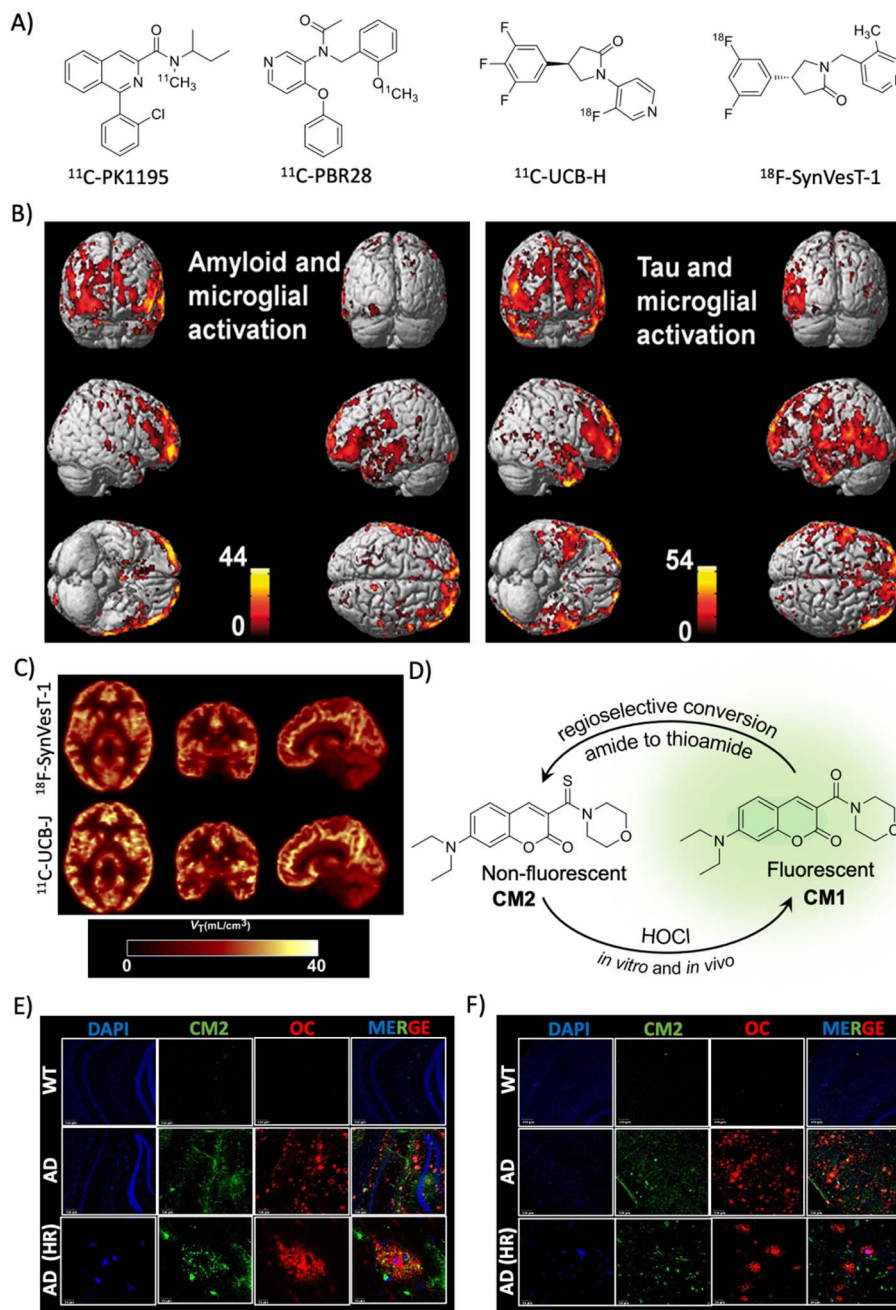 A)
O
N
11C
CH3
N
Cl
11C-PK1195
O
N
N
O
O
11CH3
11C-PBR28
F
F
F
O
N
18F
N
11C-UCB-H
18F
F
N
O
H3C
N
18F-SynVesT-1
B)
Amyloid and
microglial
activation
44
0
Tau and
microglial
activation
54
0
C)
18F-SynVesT-1
11C-UCB-J
VT(mL/cm3)
0
40
D)
regioselective conversion
amide to thioamide
S
N
O
N
O
O
Non-fluorescent
CM2
O
N
O
N
O
O
Fluorescent
CM1
HOCl
in vitro and in vivo
E)
DAPI CM2 OC MERGE
WT
AD
AD (HR)
F)
DAPI CM2 OC MERGE
WT
AD
AD (HR)